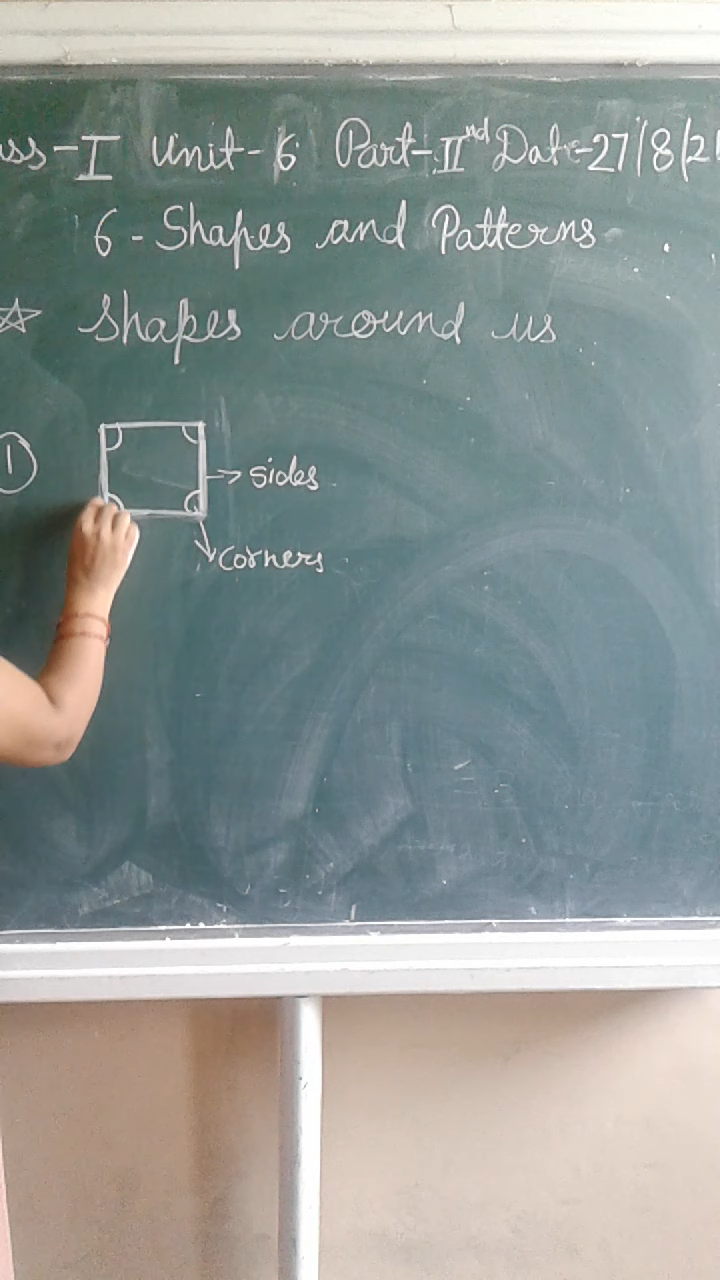 -I Unit-6 Part-IInd Date-27/8/2
6-Shapes and Patterns
☆ Shapes around us
① → sides
corners